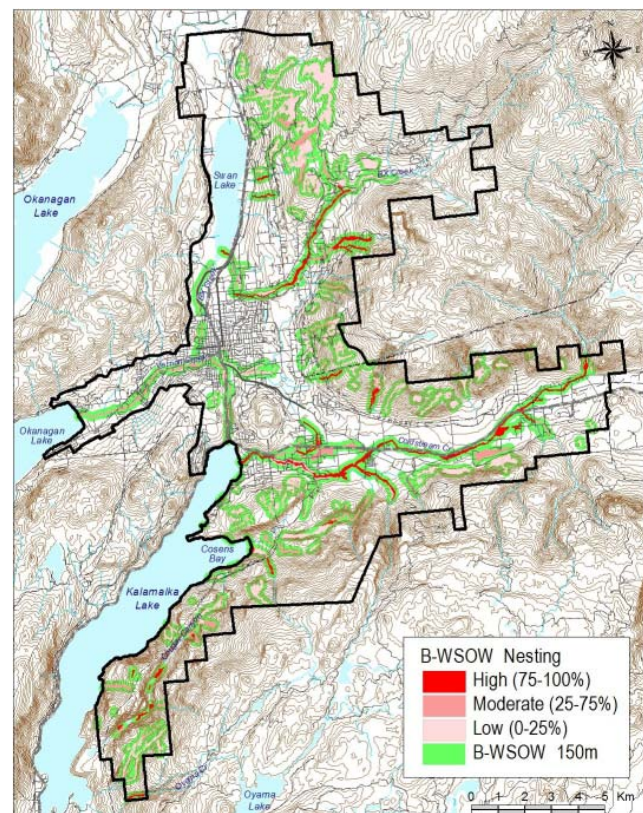 Okanagan
Lake
Swan
Lake
Okanagan
Lake
Coldstream Cr.
Cosens
Bay
Kalamalka
Lake
Oyama
Lake
B-WSOW Nesting
High (75-100%)
Moderate (25-75%)
Low (0-25%)
B-WSOW 150m
0 1 2 3 4 5 Km